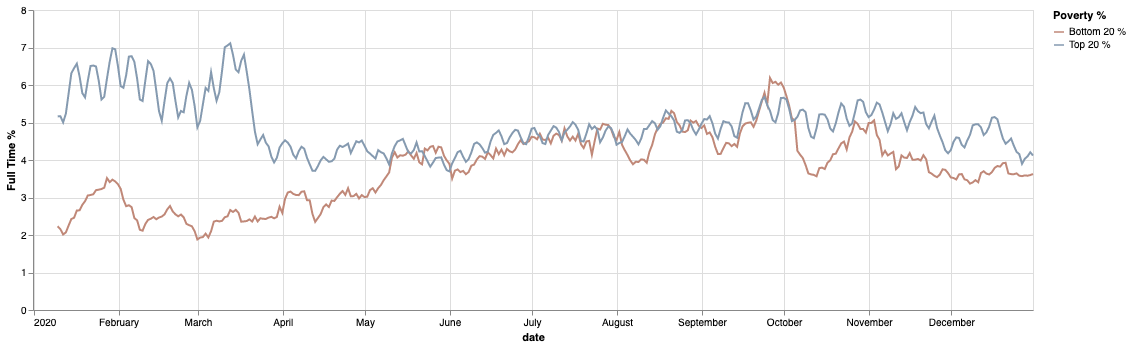 8
7
6
5
4
3
2
1
0
Full Time %
2020 February March April May June July August September October November December
date
Poverty %
Bottom 20 %
Top 20 %